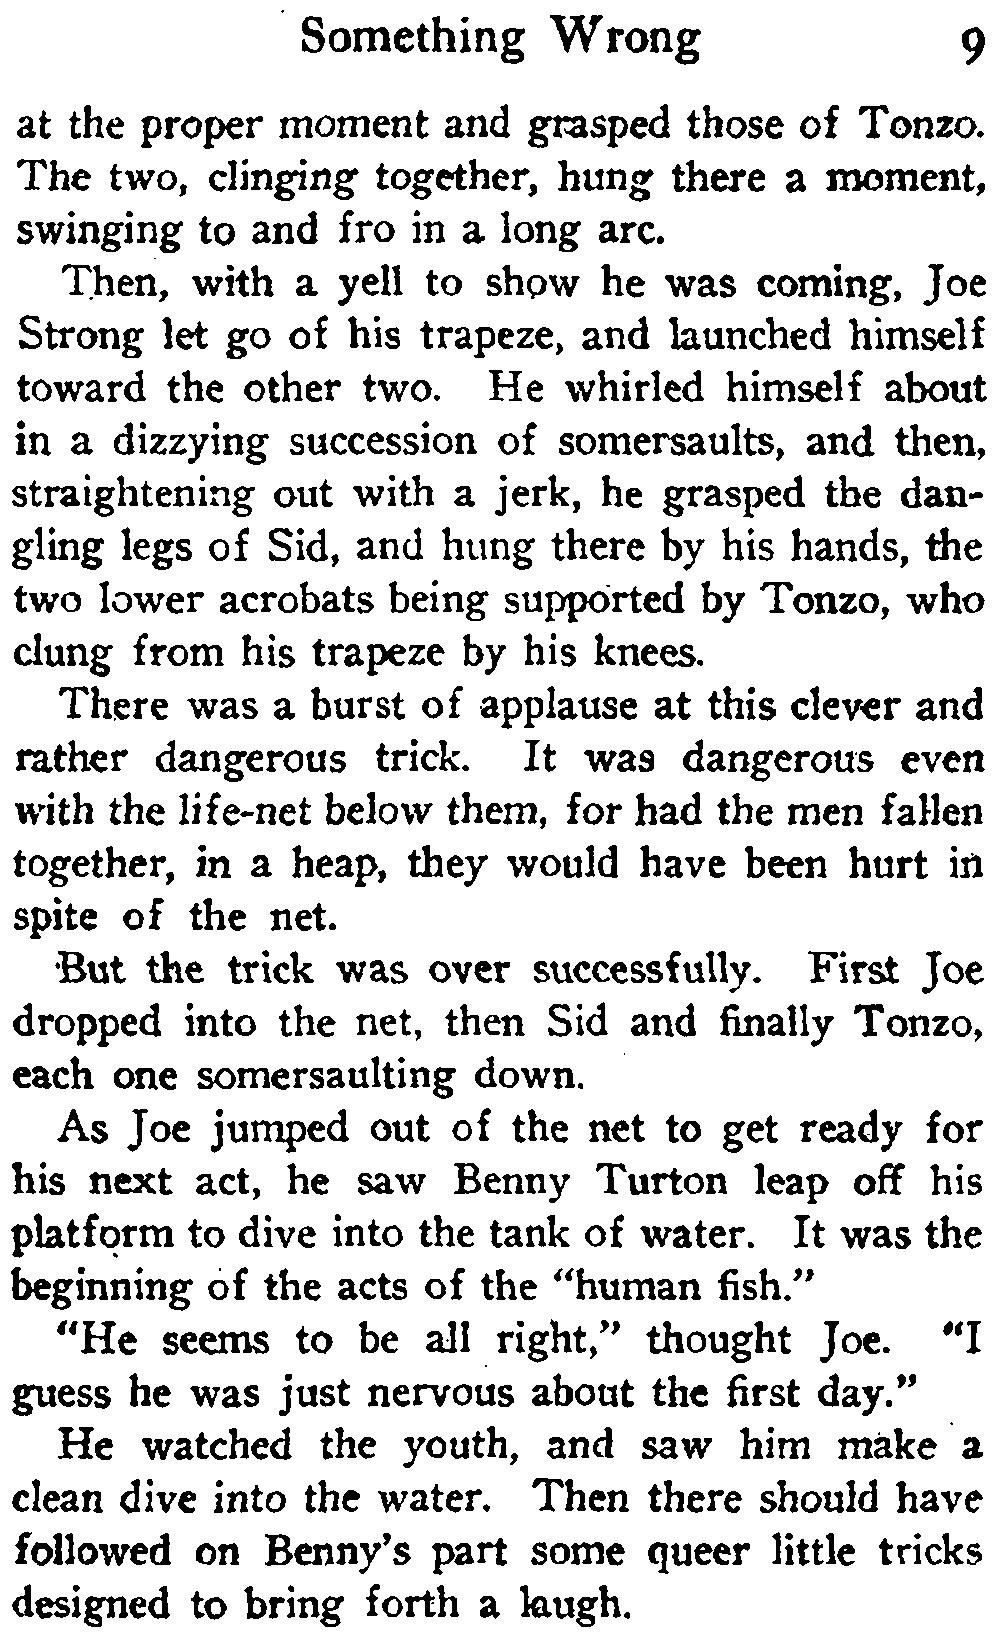 Something Wrong 9
at the proper moment and grasped those of Tonzo.
The two, clinging together, hung there a moment,
swinging to and fro in a long arc.
Then, with a yell to show he was coming, Joe
Strong let go of his trapeze, and launched himself
toward the other two. He whirled himself about
in a dizzying succession of somersaults, and then,
straightening out with a jerk, he grasped the dan-
gling legs of Sid, and hung there by his hands, the
two lower acrobats being supported by Tonzo, who
clung from his trapeze by his knees.
There was a burst of applause at this clever and
rather dangerous trick. It was dangerous even
with the life-net below them, for had the men fallen
together, in a heap, they would have been hurt in
spite of the net.
But the trick was over successfully. First Joe
dropped into the net, then Sid and finally Tonzo,
each one somersaulting down.
As Joe jumped out of the net to get ready for
his next act, he saw Benny Turton leap off his
platform to dive into the tank of water. It was the
beginning of the acts of the "human fish."
"He seems to be all right," thought Joe. "I
guess he was just nervous about the first day."
He watched the youth, and saw him make a
clean dive into the water. Then there should have
followed on Benny's part some queer little tricks
designed to bring forth a laugh.